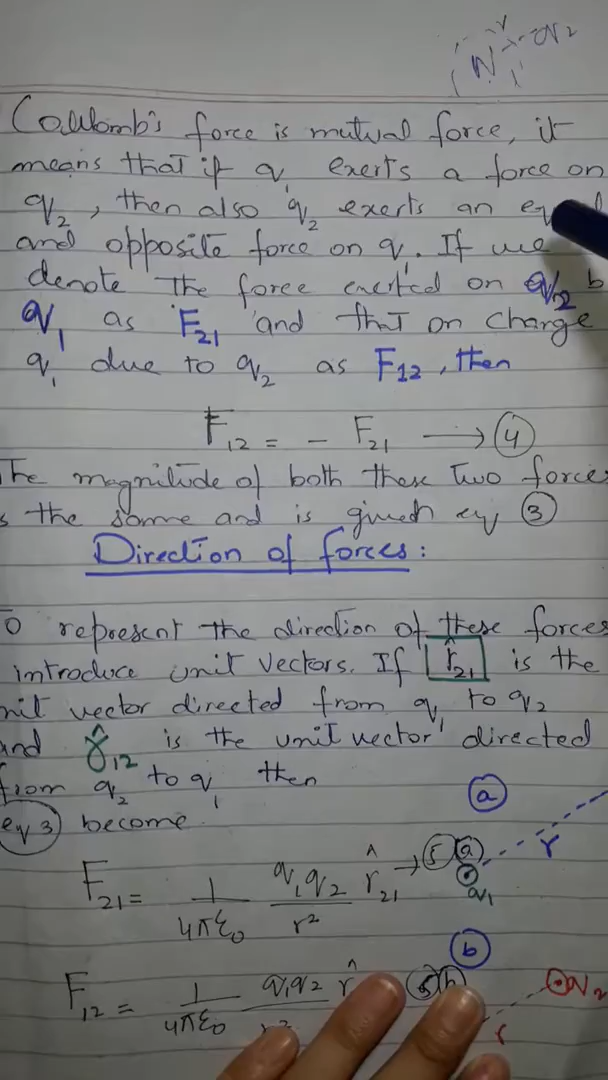 r q2
Coulomb's force is mutual force, it
means that if q1 exerts a force on
q2, then also q2 exerts an
and opposite force on q1. If we
denote the force exerted on q2 b
q1 as F21 and that on charge
q1 due to q2 as F12, then
F12 = - F21 → 4
The magnitude of both these two forces
s the same and is given eq 3
Direction of forces:
To represent the direction of these forces
introduce unit vectors. If r̂21 is the
nit vector directed from q1 to q2
and r̂12 is the unit vector directed
from q2 to q1 then
eq 3 become
a
F21 = 1/4πε0 q1q2/r² r̂21 → 5 a
r
q1
b
F12 = 1/4πε0 q1q2/r² r̂
q2
r